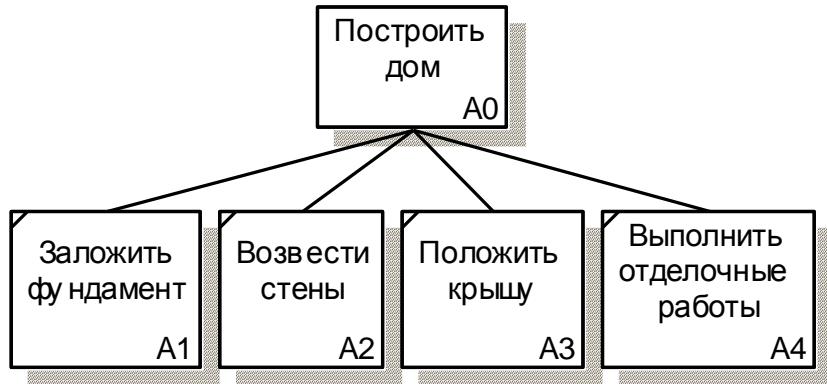 Построить
дом
A0
Заложить
фундамент
A1
Возвести
стены
A2
Положить
крышу
A3
Выполнить
отделочные
работы
A4